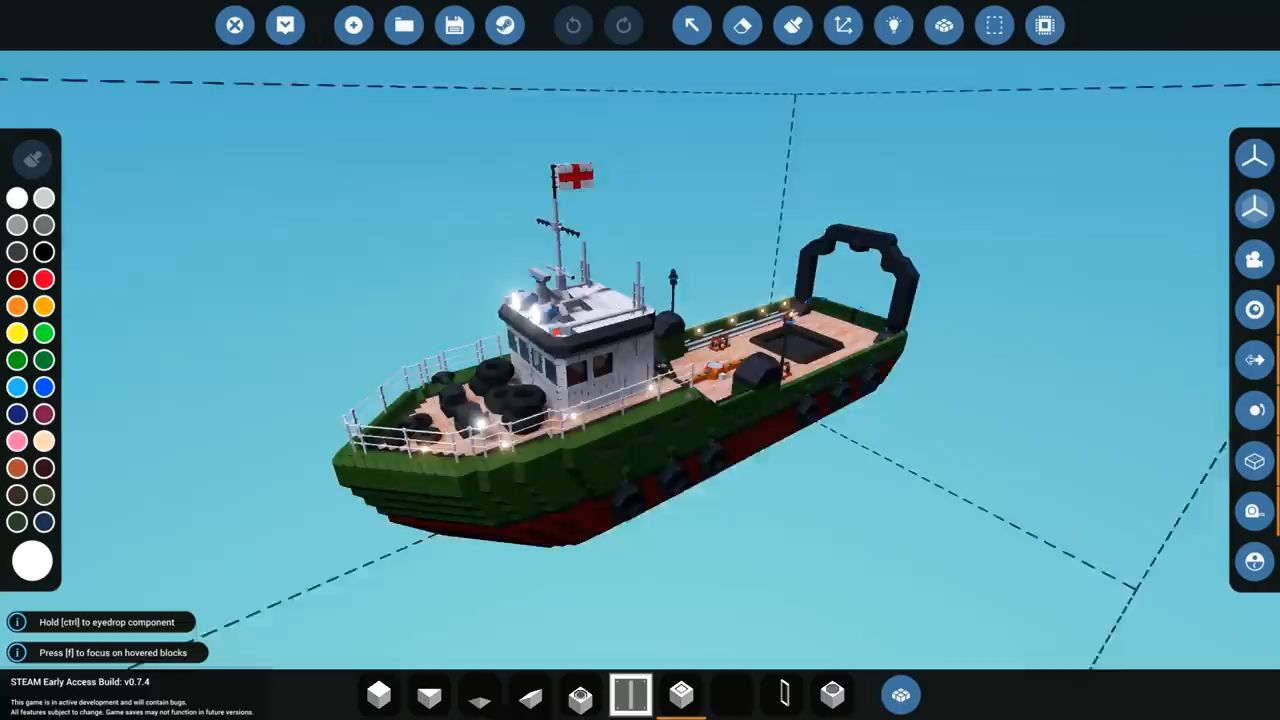 Hold [ctrl] to eyedrop component
Press [f] to focus on hovered blocks
STEAM Early Access Build: v0.7.4
This game is in active development and will contain bugs.
All features subject to change. Game saves may not function in future versions.